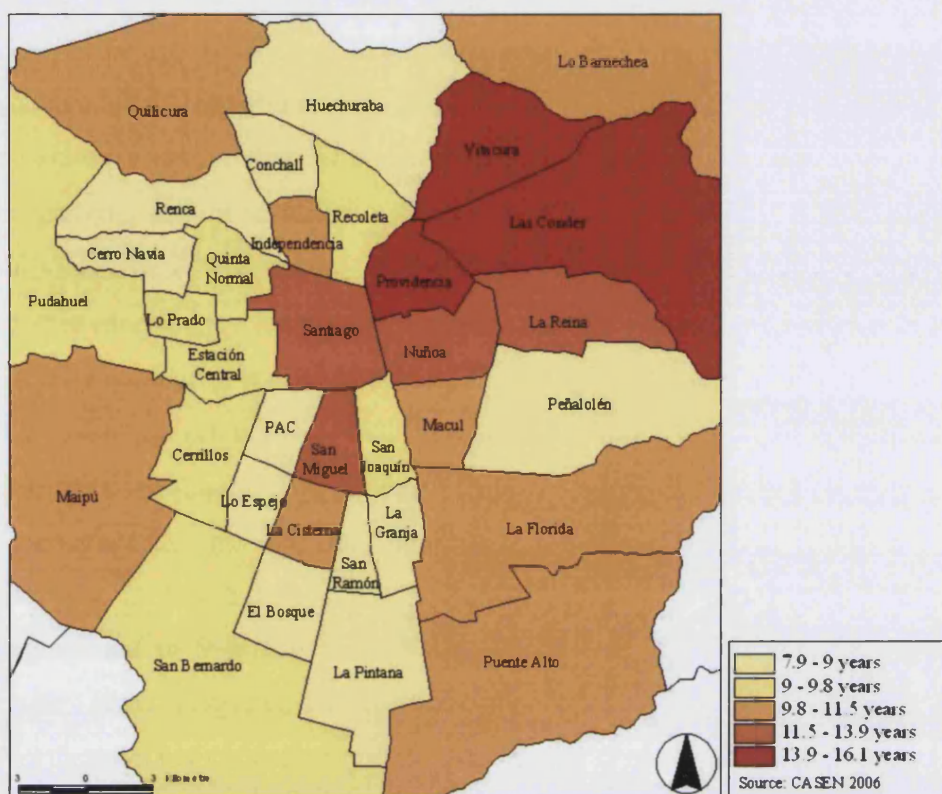 Lo Barnechea
Quilicura
Huechuraba
Vitacura
Conchalí
Renca
Recoleta
Las Condes
Independencia
Cerro Navia
Quinta
Normal
Providencia
Pudahuel
Lo Prado
Santiago
La Reina
Nuñoa
Estación
Central
Peñalolén
PAC
Macul
San
Joaquín
San
Miguel
Cerrillos
Maipú
Lo Espejo
La
Granja
La Cisterna
La Florida
San
Ramón
El Bosque
San Bernardo
La Pintana
Puente Alto
7.9 - 9 years
9 - 9.8 years
9.8 - 11.5 years
11.5 - 13.9 years
13.9 - 16.1 years
Source: CASEN 2006
3 0 3 Kilometro